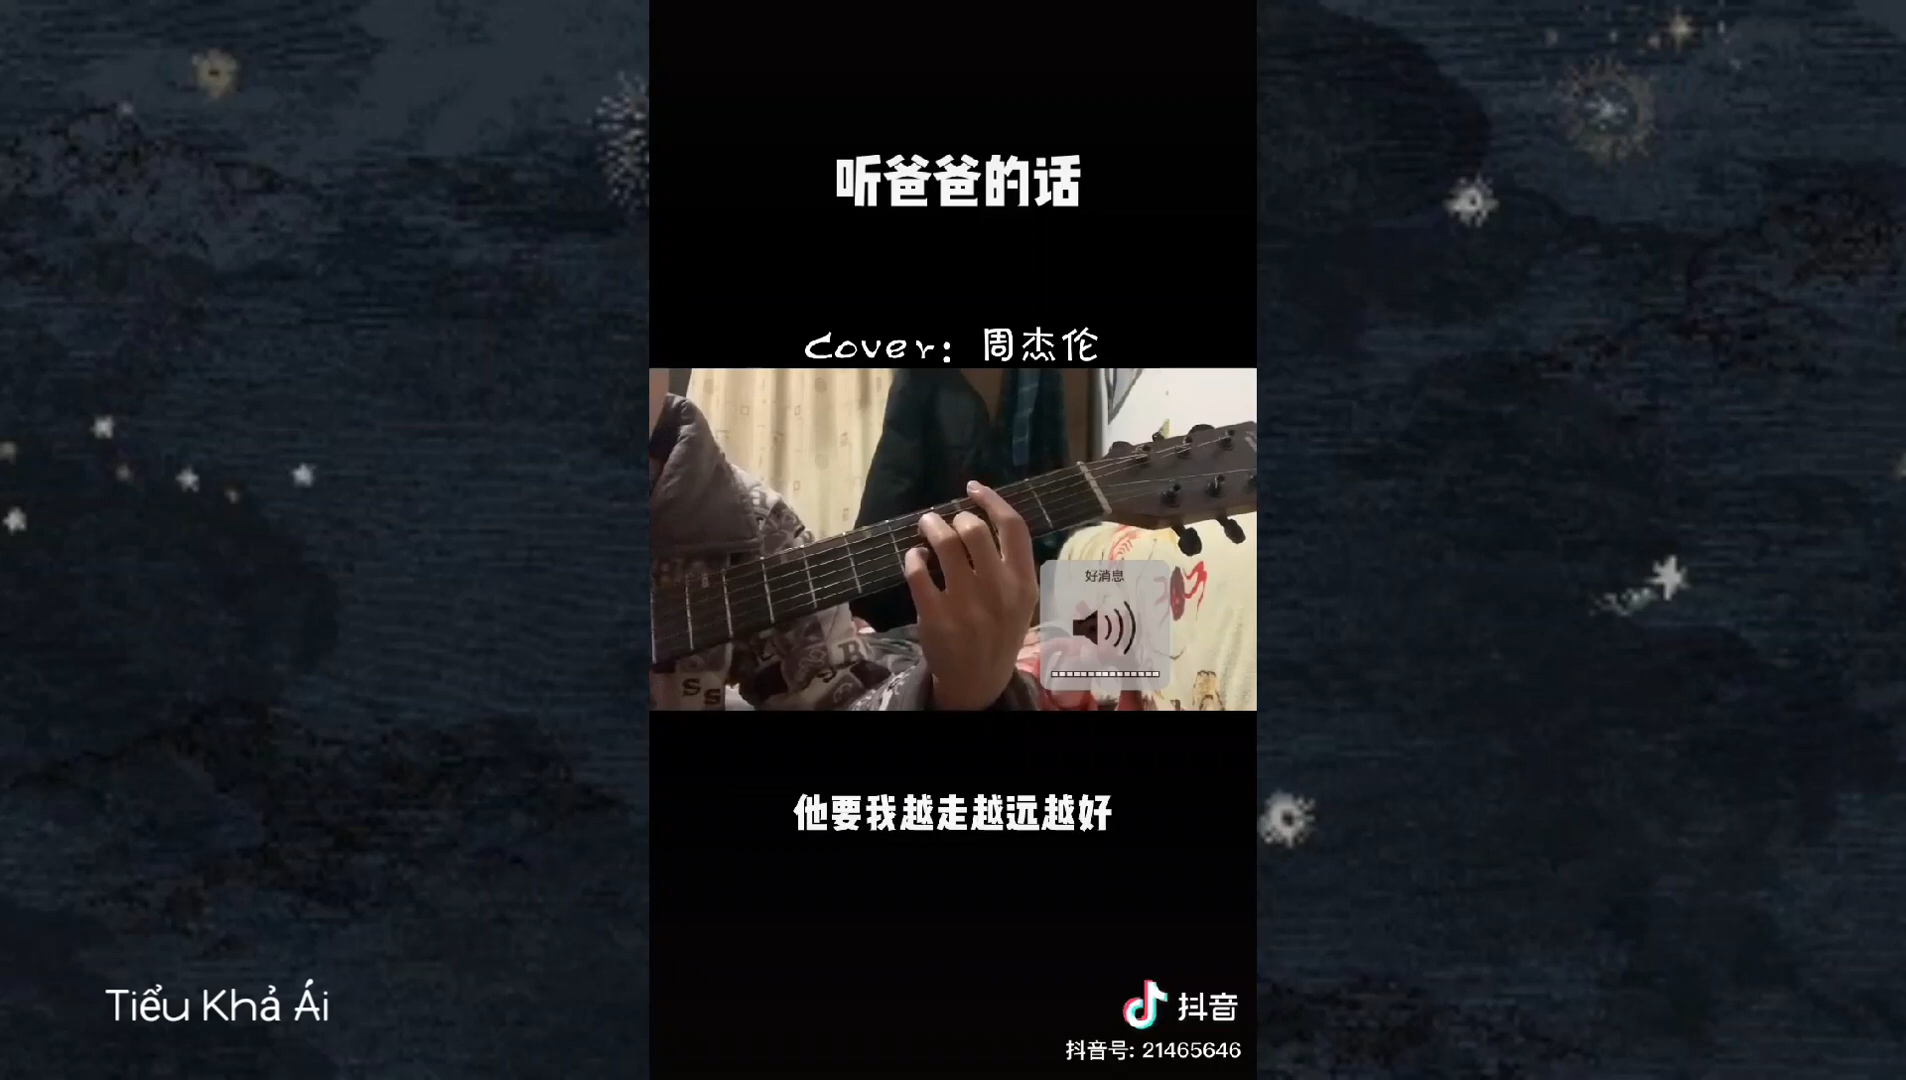 听爸爸的话
Cover: 周杰伦
好消息
他要我越走越远越好
Tiểu Khả Ái
抖音
抖音号: 21465646